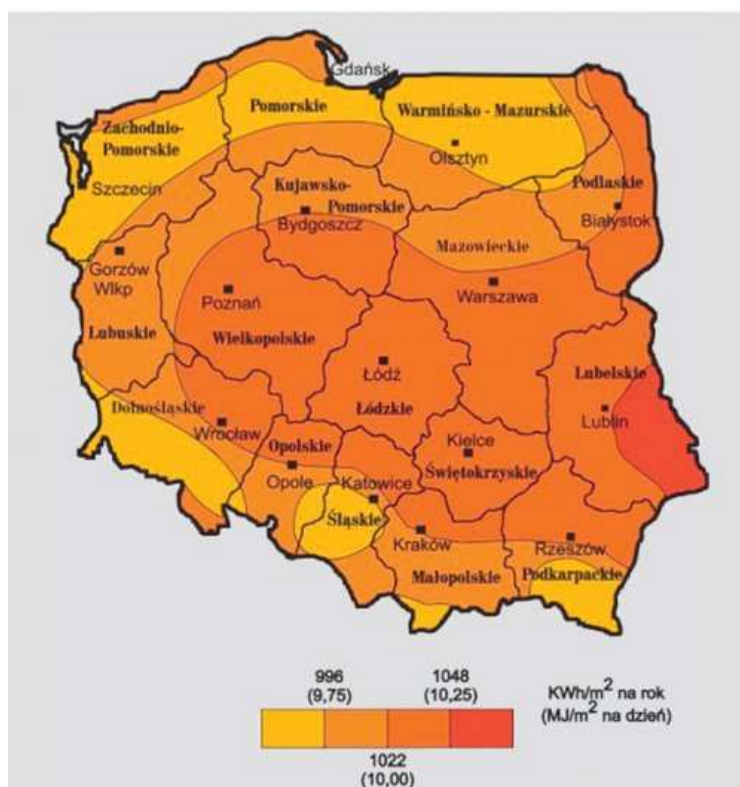 Gdańsk
Pomorskie
Warmińsko - Mazurskie
Zachodnio-
Pomorskie
Olsztyn
Szczecin
Kujawsko-
Pomorskie
Podlaskie
Bydgoszcz
Białystok
Mazowieckie
Gorzów
Wlkp
Poznań
Warszawa
Lubuskie
Wielkopolskie
Łódź
Lubelskie
Dolnośląskie
Łódzkie
Lublin
Wrocław
Opolskie
Kielce
Świętokrzyskie
Opole
Katowice
Śląskie
Kraków
Rzeszów
Małopolskie
Podkarpackie
996
(9,75)
1048
(10,25)
KWh/m² na rok
(MJ/m² na dzień)
1022
(10,00)